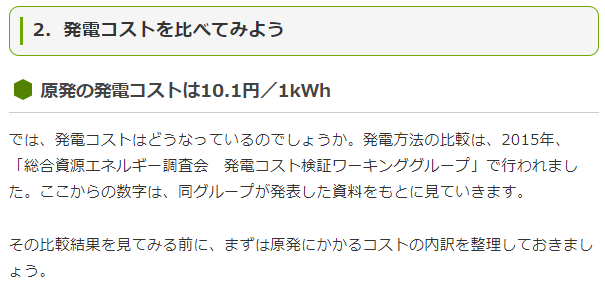 2．発電コストを比べてみよう
原発の発電コストは10.1円／1kWh
では、発電コストはどうなっているのでしょうか。発電方法の比較は、2015年、
「総合資源エネルギー調査会　発電コスト検証ワーキンググループ」で行われまし
た。ここからの数字は、同グループが発表した資料をもとに見ていきます。
その比較結果を見てみる前に、まずは原発にかかるコストの内訳を整理しておきまし
ょう。